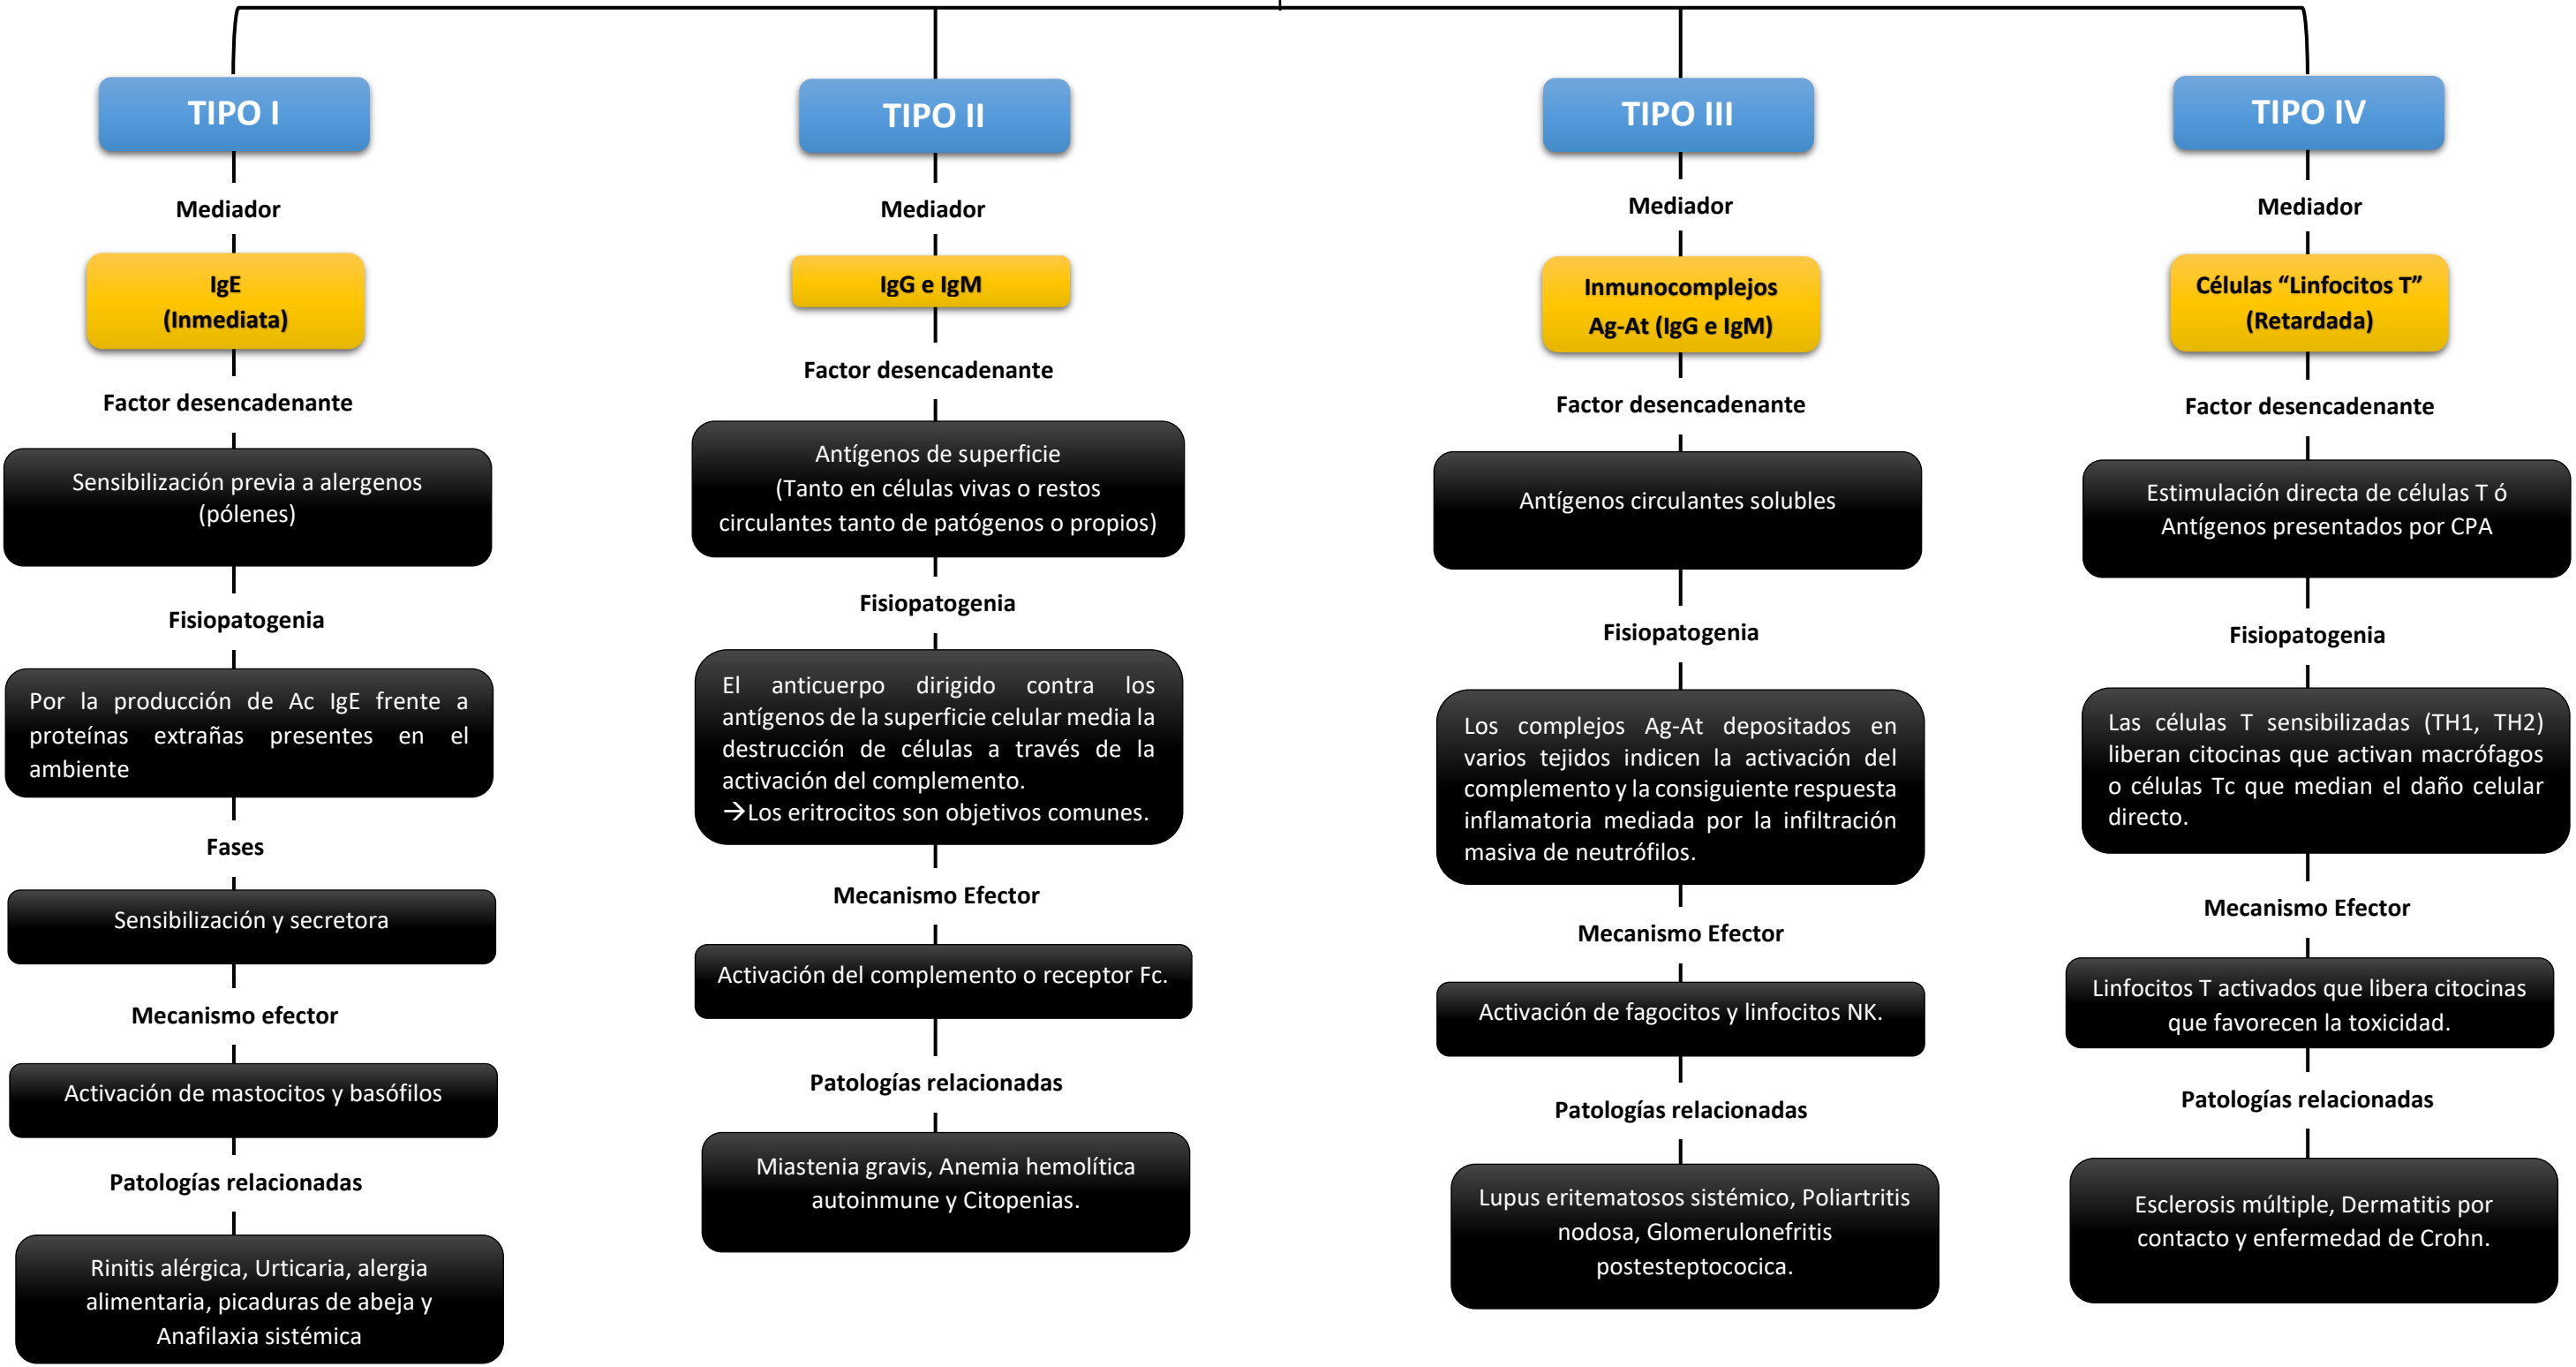 TIPO I
Mediador
IgE
(Inmediata)
Factor desencadenante
Sensibilización previa a alergenos
(pólenes)
Fisiopatogenia
Por la producción de Ac IgE frente a
proteínas extrañas presentes en el
ambiente
Fases
Sensibilización y secretora
Mecanismo efector
Activación de mastocitos y basófilos
Patologías relacionadas
Rinitis alérgica, Urticaria, alergia
alimentaria, picaduras de abeja y
Anafilaxia sistémica
TIPO II
Mediador
IgG e IgM
Factor desencadenante
Antígenos de superficie
(Tanto en células vivas o restos
circulantes tanto de patógenos o propios)
Fisiopatogenia
El anticuerpo dirigido contra los
antígenos de la superficie celular media la
destrucción de células a través de la
activación del complemento.
→Los eritrocitos son objetivos comunes.
Mecanismo Efector
Activación del complemento o receptor Fc.
Patologías relacionadas
Miastenia gravis, Anemia hemolítica
autoinmune y Citopenias.
TIPO III
Mediador
Inmunocomplejos
Ag-At (IgG e IgM)
Factor desencadenante
Antígenos circulantes solubles
Fisiopatogenia
Los complejos Ag-At depositados en
varios tejidos indicen la activación del
complemento y la consiguiente respuesta
inflamatoria mediada por la infiltración
masiva de neutrófilos.
Mecanismo Efector
Activación de fagocitos y linfocitos NK.
Patologías relacionadas
Lupus eritematosos sistémico, Poliartritis
nodosa, Glomerulonefritis
postesteptococica.
TIPO IV
Mediador
Células “Linfocitos T”
(Retardada)
Factor desencadenante
Estimulación directa de células T ó
Antígenos presentados por CPA
Fisiopatogenia
Las células T sensibilizadas (TH1, TH2)
liberan citocinas que activan macrófagos
o células Tc que median el daño celular
directo.
Mecanismo Efector
Linfocitos T activados que libera citocinas
que favorecen la toxicidad.
Patologías relacionadas
Esclerosis múltiple, Dermatitis por
contacto y enfermedad de Crohn.